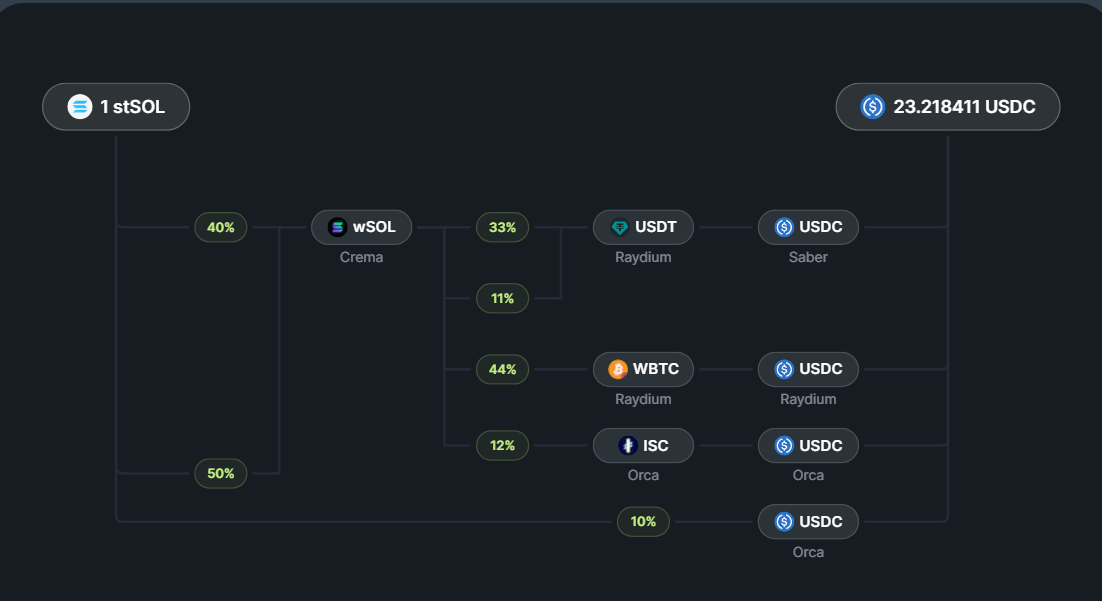 1 stSOL
23.218411 USDC
40%
wSOL
Crema
33%
USDT
Raydium
USDC
Saber
11%
44%
WBTC
Raydium
USDC
Raydium
12%
ISC
Orca
USDC
Orca
50%
10%
USDC
Orca